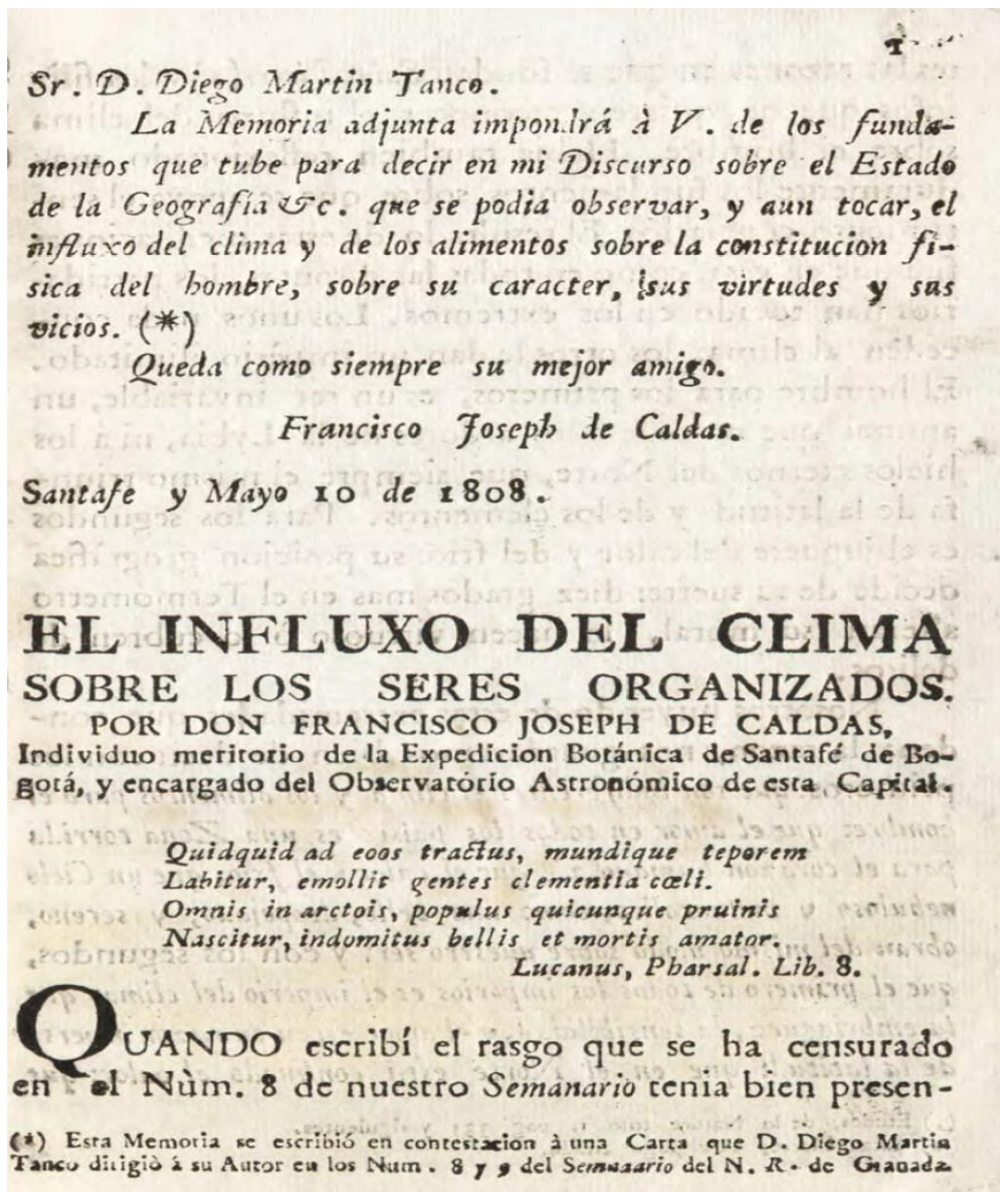 1
Sr. D. Diego Martin Tanco.
La Memoria adjunta impondrá à V. de los funda-
mentos que tube para decir en mi Discurso sobre el Estado
de la Geografía &c. que se podia observar, y aun tocar, el
influxo del clima y de los alimentos sobre la constitucion fi-
sica del hombre, sobre su caracter, sus virtudes y sus
vicios. (*)
Queda como siempre su mejor amigo.
Francisco Joseph de Caldas.
Santafe y Mayo 10 de 1808.
EL INFLUXO DEL CLIMA
SOBRE LOS SERES ORGANIZADOS.
POR DON FRANCISCO JOSEPH DE CALDAS,
Individuo meritorio de la Expedicion Botánica de Santafé de Bo-
gotá, y encargado del Observatório Astronómico de esta Capital.
Quidquid ad eoos tractus, mundique teporem
Labitur, emollit gentes clementia cœli.
Omnis in arctois, populus quicunque pruinis
Nascitur, indomitus bellis et mortis amator.
Lucanus, Pharsal. Lib. 8.
QUANDO escribí el rasgo que se ha censurado
en el Nùm. 8 de nuestro Semanario tenia bien presen-
(*) Esta Memoria se escribió en contestacion à una Carta que D. Diego Martin
Tanco dirigiò á su Autor en los Num. 8 y 9 del Semanario del N. R. de Granada.